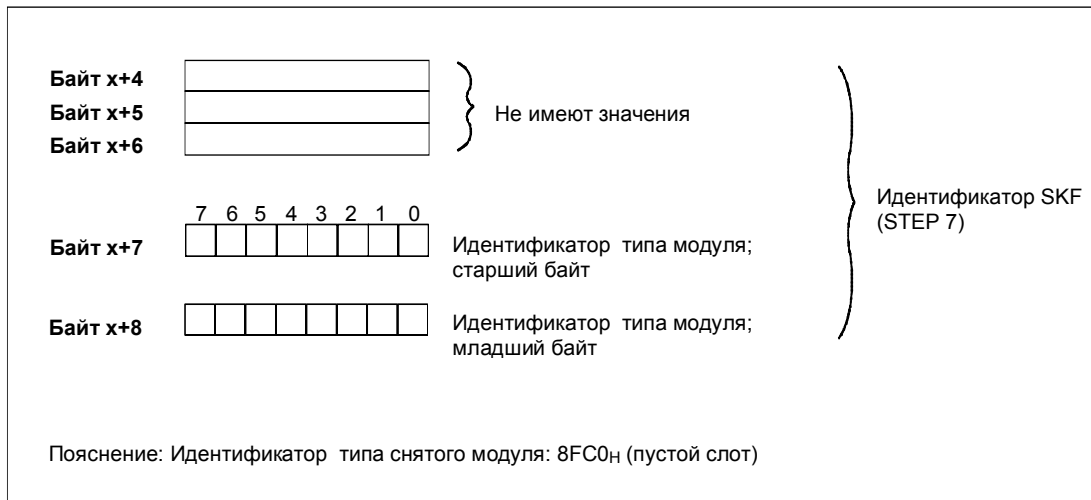 Байт x+4
Байт x+5
Байт x+6
Не имеют значения
Идентификатор SKF
(STEP 7)
7 6 5 4 3 2 1 0
Байт x+7
Идентификатор типа модуля;
старший байт
Байт x+8
Идентификатор типа модуля;
младший байт
Пояснение: Идентификатор типа снятого модуля: 8FC0H (пустой слот)